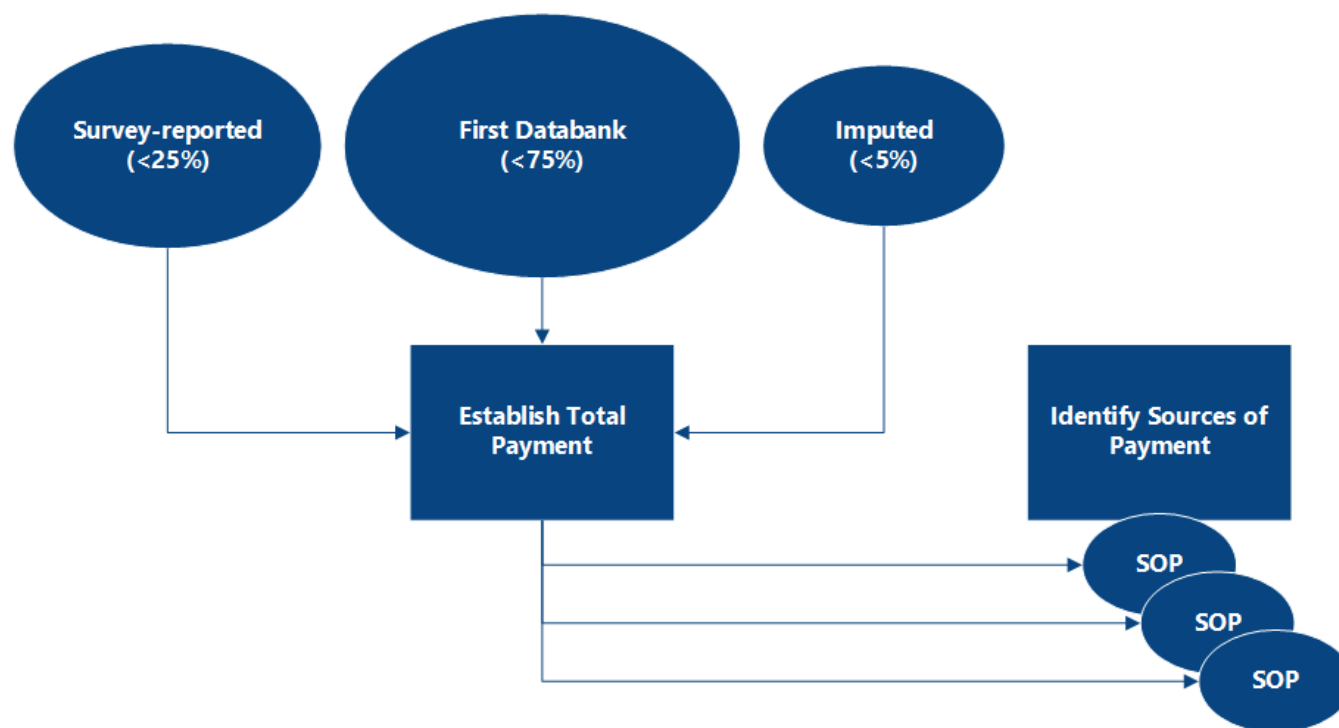 Survey-reported
(<25%)
First Databank
(<75%)
Imputed
(<5%)
Establish Total
Payment
Identify Sources of
Payment
SOP
SOP
SOP